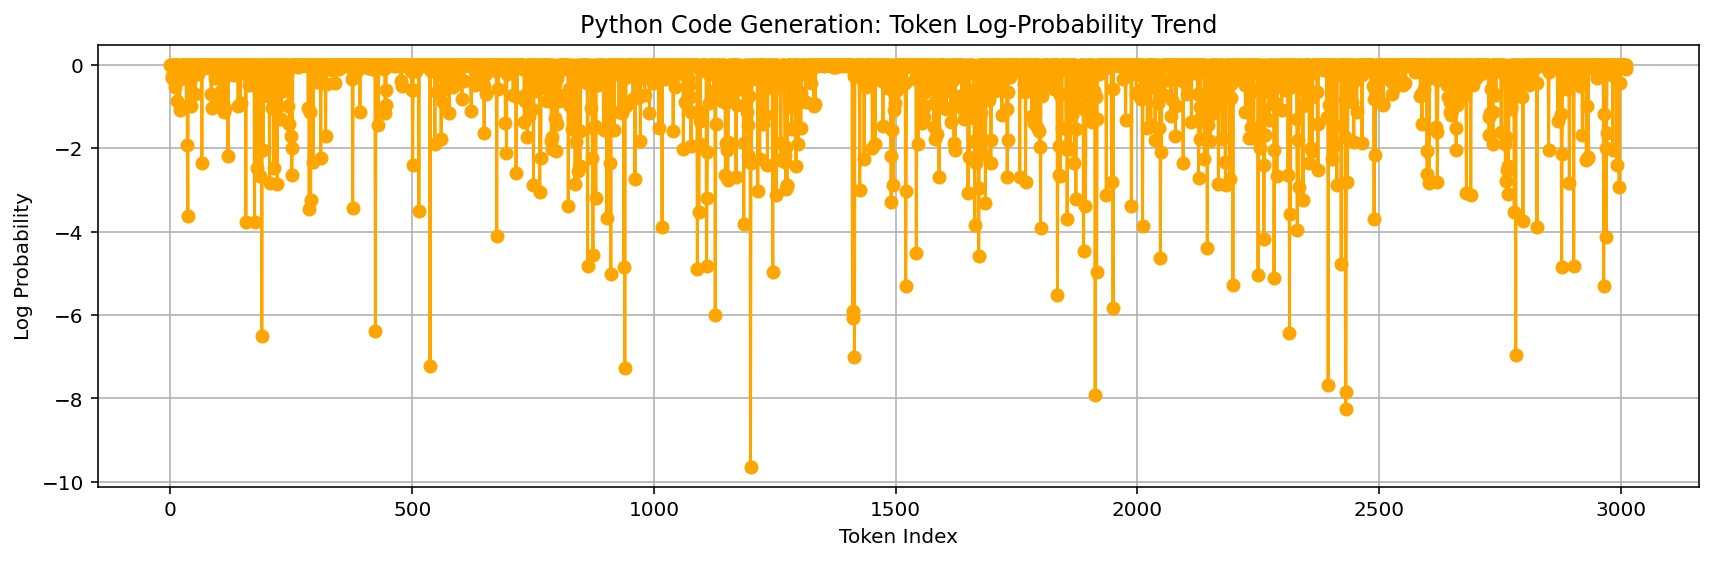 Python Code Generation: Token Log-Probability Trend
Log Probability
0
−2
−4
−6
−8
−10
0 500 1000 1500 2000 2500 3000
Token Index